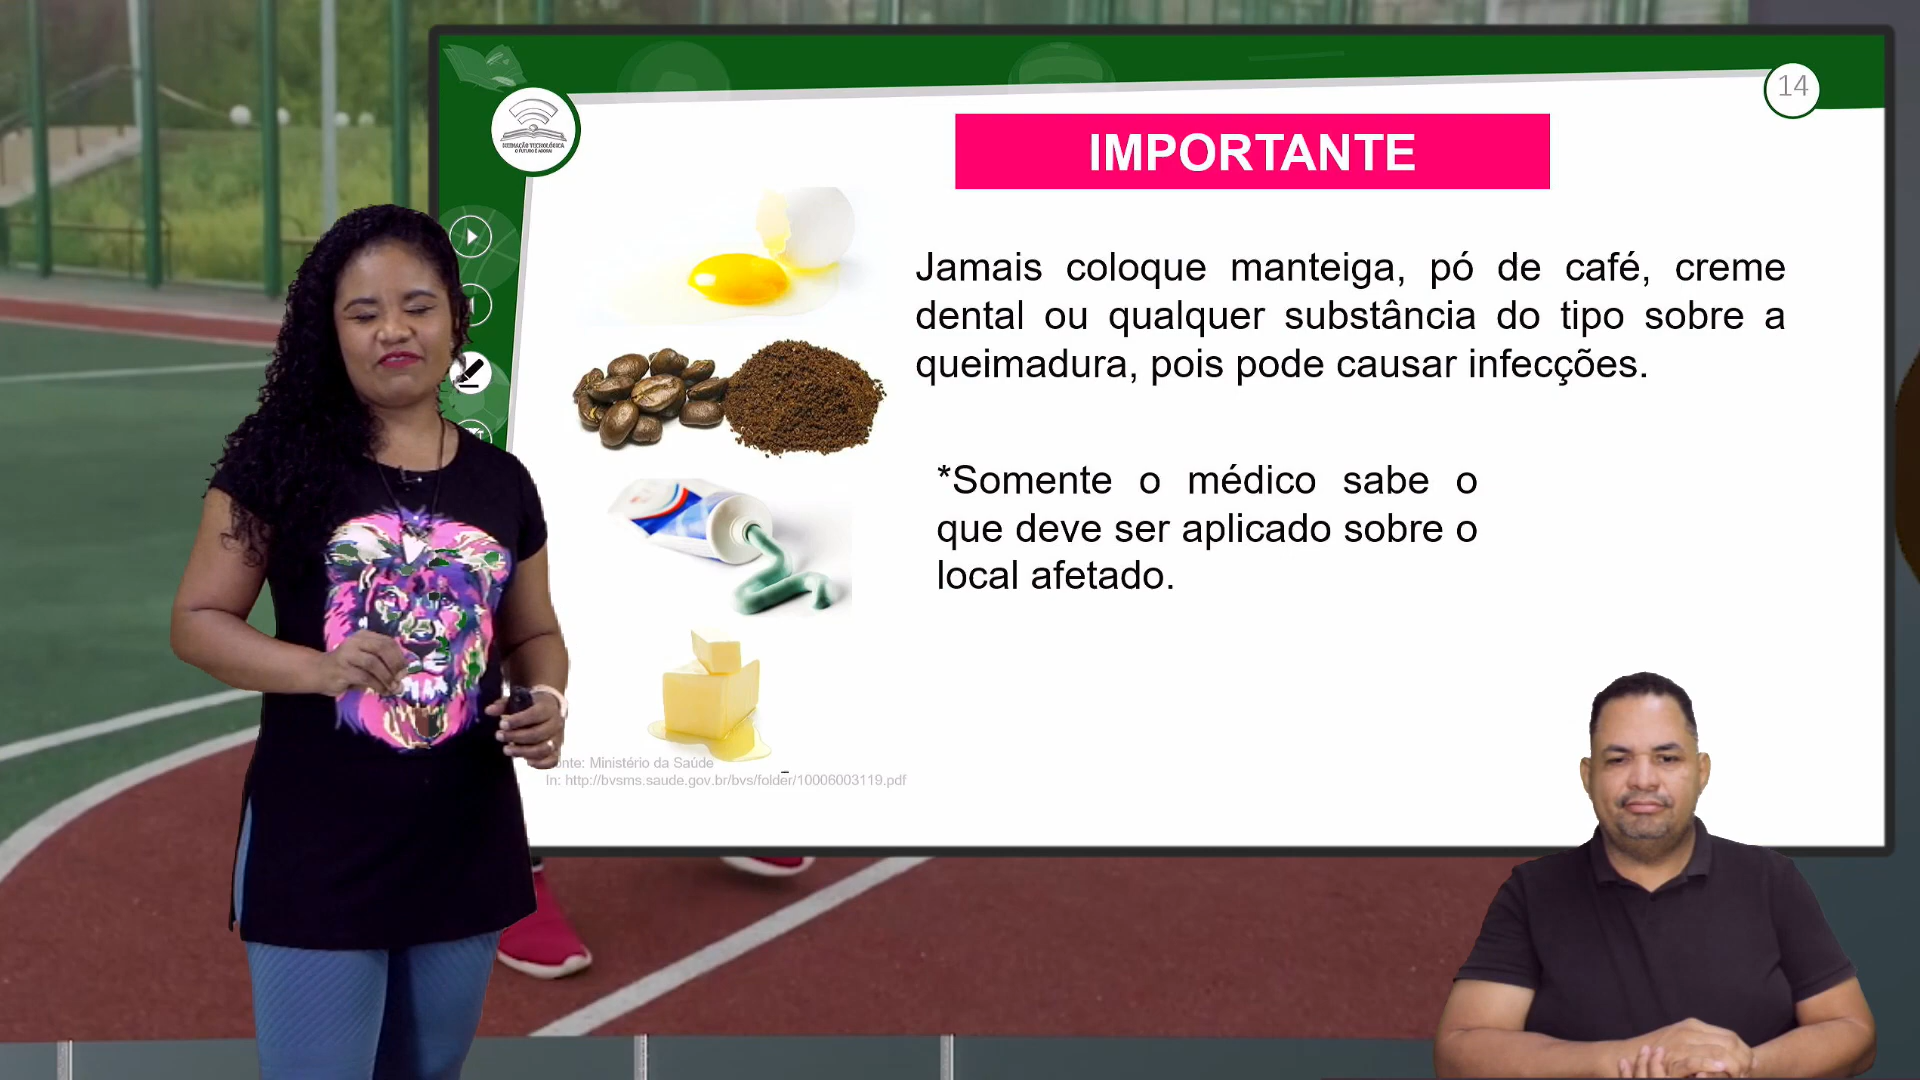 14
IMPORTANTE
Jamais coloque manteiga, pó de café, creme
dental ou qualquer substância do tipo sobre a
queimadura, pois pode causar infecções.
*Somente o médico sabe o
que deve ser aplicado sobre o
local afetado.
Ministério da Saúde
In: http://bvsms.saude.gov.br/bvs/folder/10006003119.pdf